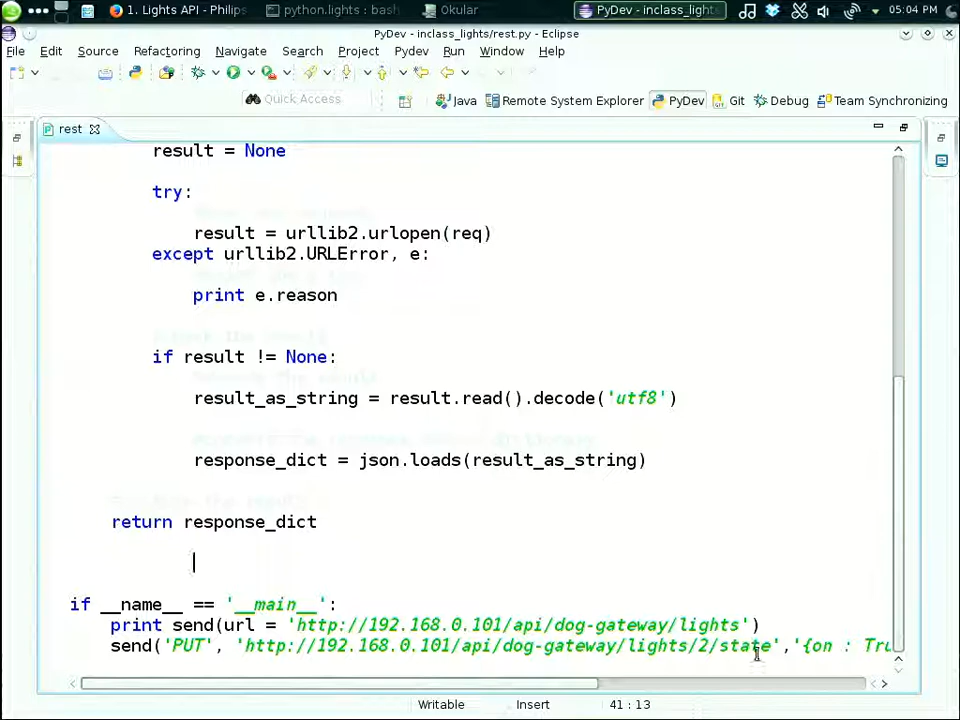 1. Lights API - Philips
python.lights : bash
Okular
PyDev - inclass_lights
05:04 PM
PyDev - inclass_lights/rest.py - Eclipse
File Edit Source Refactoring Navigate Search Project Pydev Run Window Help
Quick Access
Java Remote System Explorer PyDev Git Debug Team Synchronizing
rest
result = None
try:
result = urllib2.urlopen(req)
except urllib2.URLError, e:
print e.reason
if result != None:
result_as_string = result.read().decode('utf8')
response_dict = json.loads(result_as_string)
return response_dict
if __name__ == '__main__':
print send(url = 'http://192.168.0.101/api/dog-gateway/lights')
send('PUT', 'http://192.168.0.101/api/dog-gateway/lights/2/state','{on : Tru
Writable Insert 41 : 13